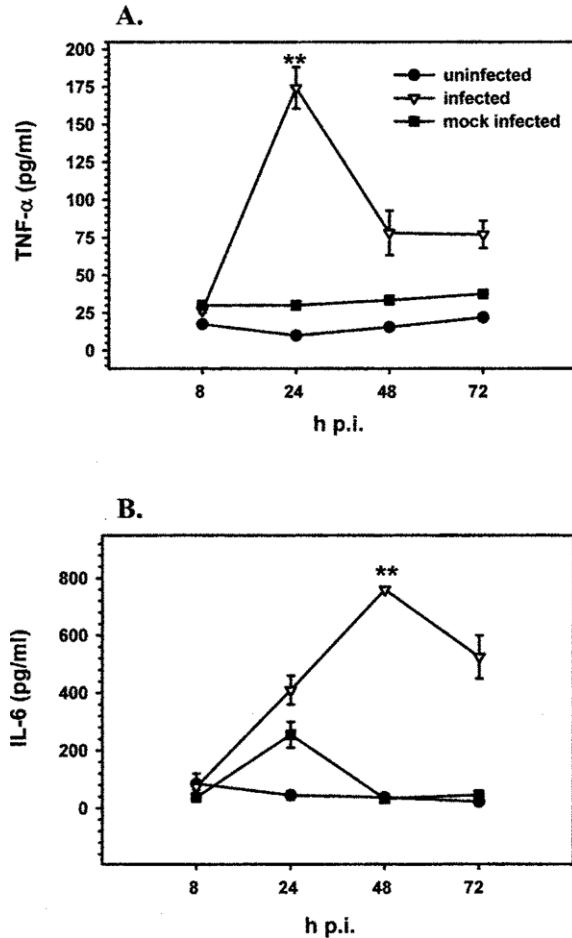 A.
200
175
150
125
100
75
50
25
0
TNF-α (pg/ml)
**
uninfected
infected
mock infected
8 24 48 72
h p.i.
B.
800
600
400
200
0
IL-6 (pg/ml)
**
8 24 48 72
h p.i.